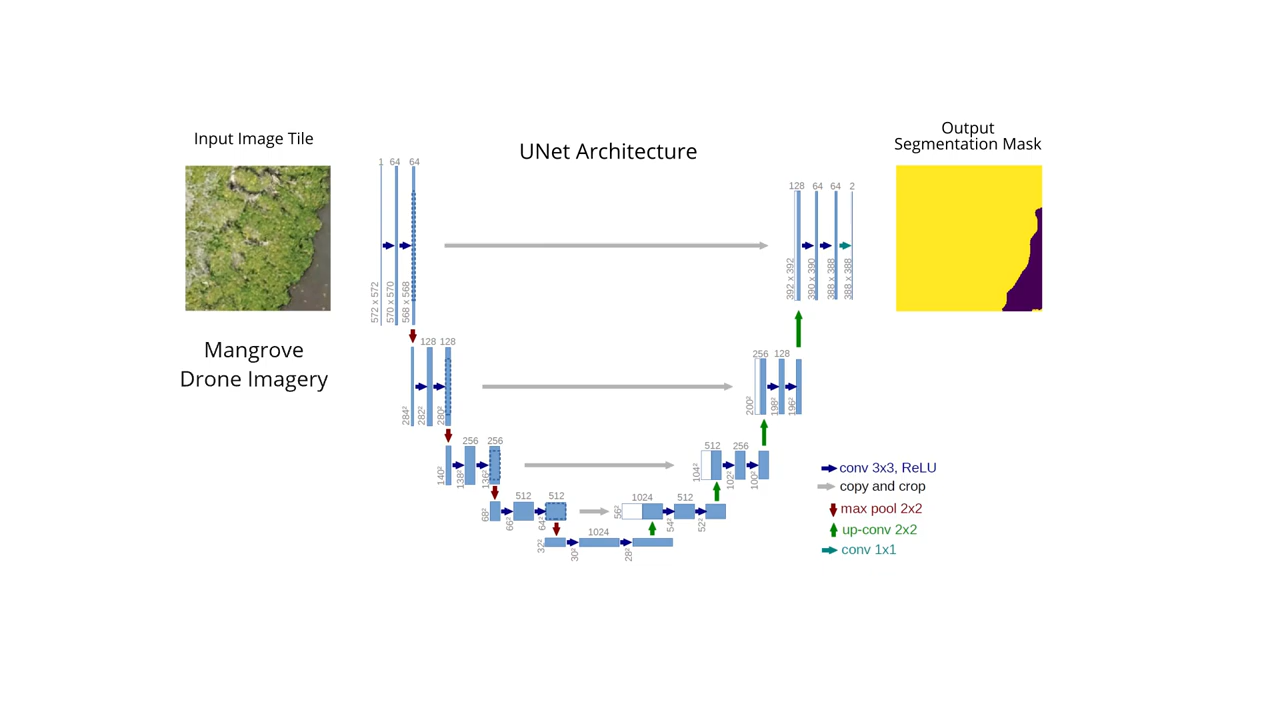 Input Image Tile
UNet Architecture
Output
Segmentation Mask
1 64 64
128 64 64 2
572 x 572
570 x 570
568 x 568
392 x 392
390 x 390
388 x 388
388 x 388
Mangrove
Drone Imagery
128 128
256 128
284²
282²
280²
200²
198²
196²
256 256
512 256
140²
138²
136²
104²
102²
100²
512 512
1024 512
68²
66²
64²
56²
54²
52²
1024
32²
30²
28²
conv 3x3, ReLU
copy and crop
max pool 2x2
up-conv 2x2
conv 1x1